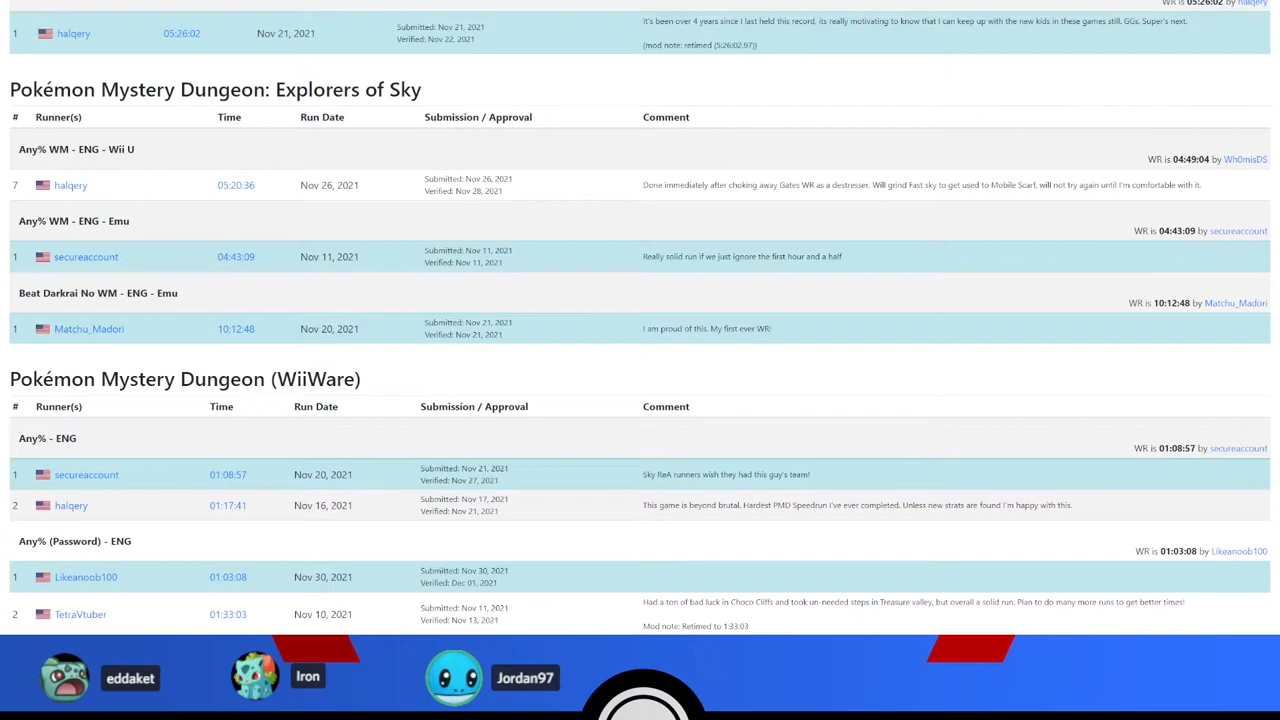 WR is 05:26:02 by halqery
1 halqery 05:26:02 Nov 21, 2021 Submitted: Nov 21, 2021 Verified: Nov 22, 2021 It's been over 4 years since I last held this record, its really motivating to know that I can keep up with the new kids in these games still. GGs. Super's next.
(mod note: retimed (5:26:02.97))
Pokémon Mystery Dungeon: Explorers of Sky
# Runner(s) Time Run Date Submission / Approval Comment
Any% WM - ENG - Wii U
WR is 04:49:04 by Wh0misDS
7 halqery 05:20:36 Nov 26, 2021 Submitted: Nov 26, 2021 Verified: Nov 28, 2021 Done immediately after choking away Gates WR as a destresser. Will grind Fast sky to get used to Mobile Scarf, will not try again until I'm comfortable with it.
Any% WM - ENG - Emu
WR is 04:43:09 by secureaccount
1 secureaccount 04:43:09 Nov 11, 2021 Submitted: Nov 11, 2021 Verified: Nov 11, 2021 Really solid run if we just ignore the first hour and a half
Beat Darkrai No WM - ENG - Emu
WR is 10:12:48 by Matchu_Madori
1 Matchu_Madori 10:12:48 Nov 20, 2021 Submitted: Nov 21, 2021 Verified: Nov 21, 2021 I am proud of this. My first ever WR!
Pokémon Mystery Dungeon (WiiWare)
# Runner(s) Time Run Date Submission / Approval Comment
Any% - ENG
WR is 01:08:57 by secureaccount
1 secureaccount 01:08:57 Nov 20, 2021 Submitted: Nov 21, 2021 Verified: Nov 27, 2021 Sky ReA runners wish they had this guy's team!
2 halqery 01:17:41 Nov 16, 2021 Submitted: Nov 17, 2021 Verified: Nov 21, 2021 This game is beyond brutal. Hardest PMD Speedrun I've ever completed. Unless new strats are found I'm happy with this.
Any% (Password) - ENG
WR is 01:03:08 by Likeanoob100
1 Likeanoob100 01:03:08 Nov 30, 2021 Submitted: Nov 30, 2021 Verified: Dec 01, 2021
2 TetraVtuber 01:33:03 Nov 10, 2021 Submitted: Nov 11, 2021 Verified: Nov 13, 2021 Had a ton of bad luck in Choco Cliffs and took un-needed steps in Treasure valley, but overall a solid run. Plan to do many more runs to get better times!
Mod note: Retimed to 1:33:03
eddaket Iron Jordan97